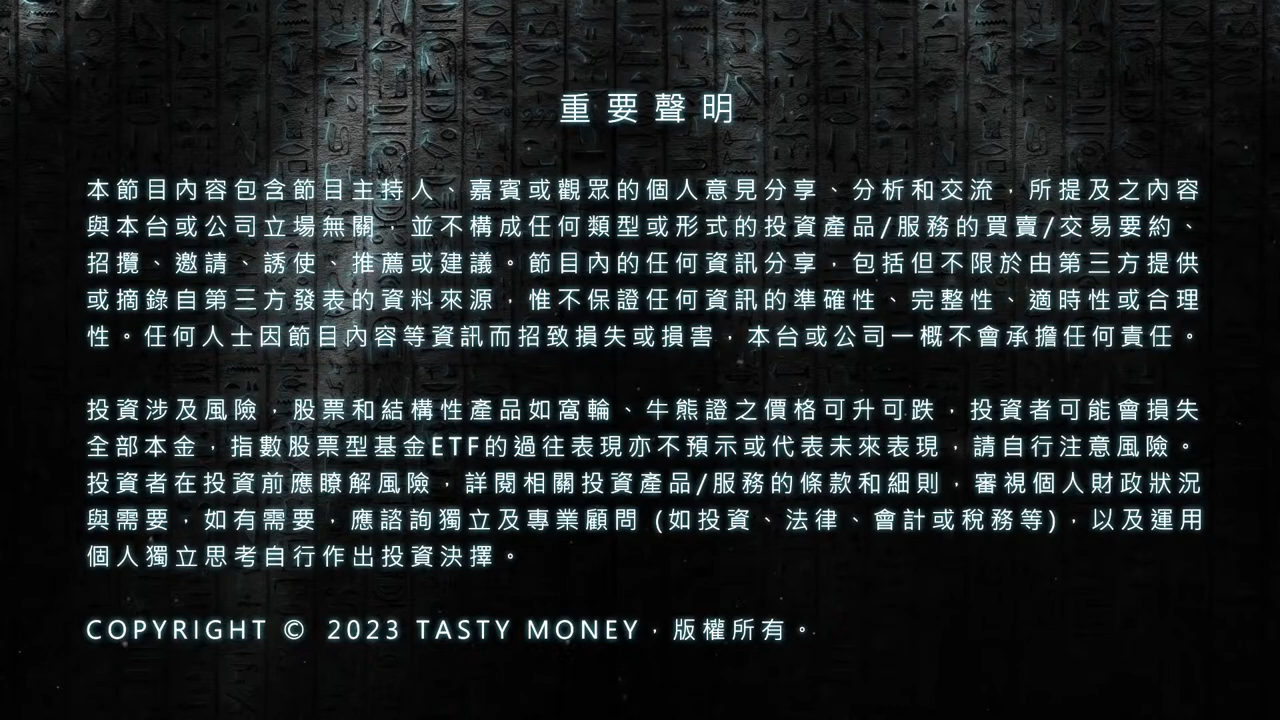 重要聲明
本節目內容包含節目主持人、嘉賓或觀眾的個人意見分享、分析和交流，所提及之內容
與本台或公司立場無關，並不構成任何類型或形式的投資產品/服務的買賣/交易要約、
招攬、邀請、誘使、推薦或建議。節目內的任何資訊分享，包括但不限於由第三方提供
或摘錄自第三方發表的資料來源，惟不保證任何資訊的準確性、完整性、適時性或合理
性。任何人士因節目內容等資訊而招致損失或損害，本台或公司一概不會承擔任何責任。
投資涉及風險，股票和結構性產品如窩輪、牛熊證之價格可升可跌，投資者可能會損失
全部本金，指數股票型基金ETF的過往表現亦不預示或代表未來表現，請自行注意風險。
投資者在投資前應瞭解風險，詳閱相關投資產品/服務的條款和細則，審視個人財政狀況
與需要，如有需要，應諮詢獨立及專業顧問 (如投資、法律、會計或稅務等)，以及運用
個人獨立思考自行作出投資決擇。
COPYRIGHT © 2023 TASTY MONEY，版權所有。